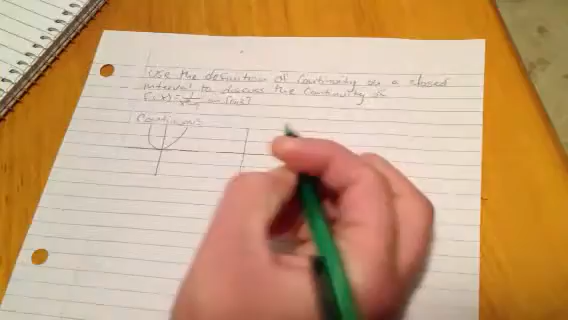 Use the definition of Continuity on a closed
interval to discuss the Continuity of
Continuous